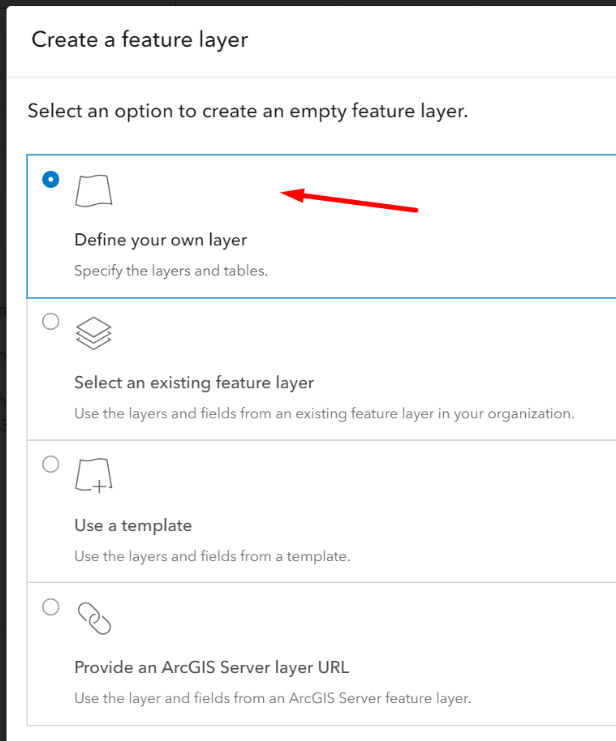 Create a feature layer
Select an option to create an empty feature layer.
Define your own layer
Specify the layers and tables.
Select an existing feature layer
Use the layers and fields from an existing feature layer in your organization.
Use a template
Use the layers and fields from a template.
Provide an ArcGIS Server layer URL
Use the layer and fields from an ArcGIS Server feature layer.